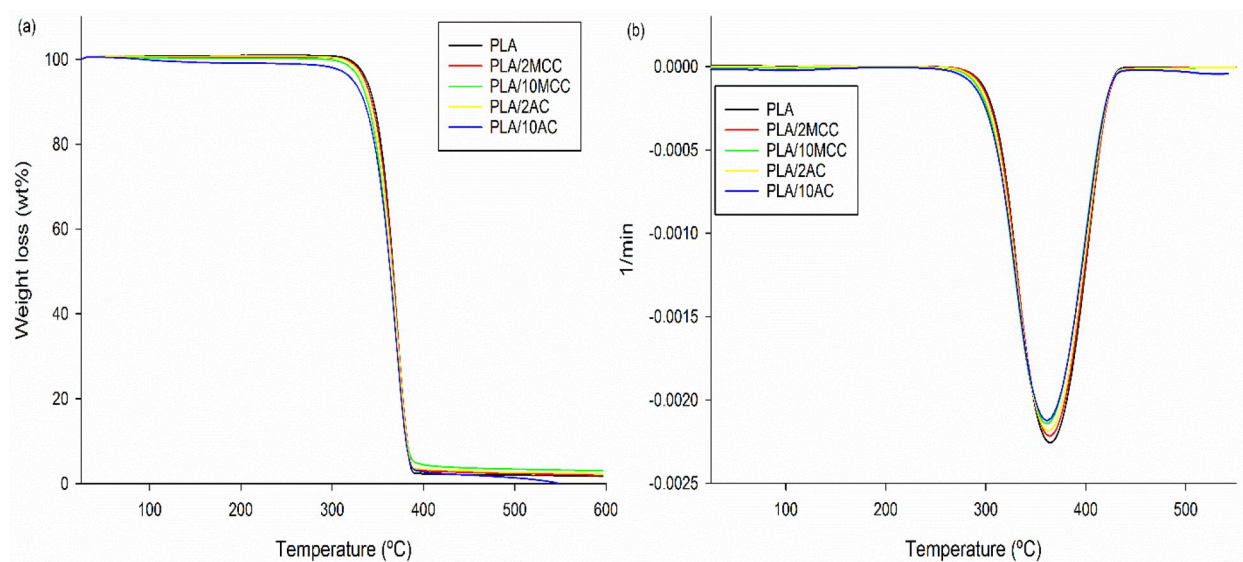 (a)
PLA
PLA/2MCC
PLA/10MCC
PLA/2AC
PLA/10AC
100
80
60
40
20
0
Weight loss (wt%)
100 200 300 400 500 600
Temperature (ºC)
(b)
PLA
PLA/2MCC
PLA/10MCC
PLA/2AC
PLA/10AC
0.0000
-0.0005
-0.0010
-0.0015
-0.0020
-0.0025
1/min
100 200 300 400 500
Temperature (ºC)